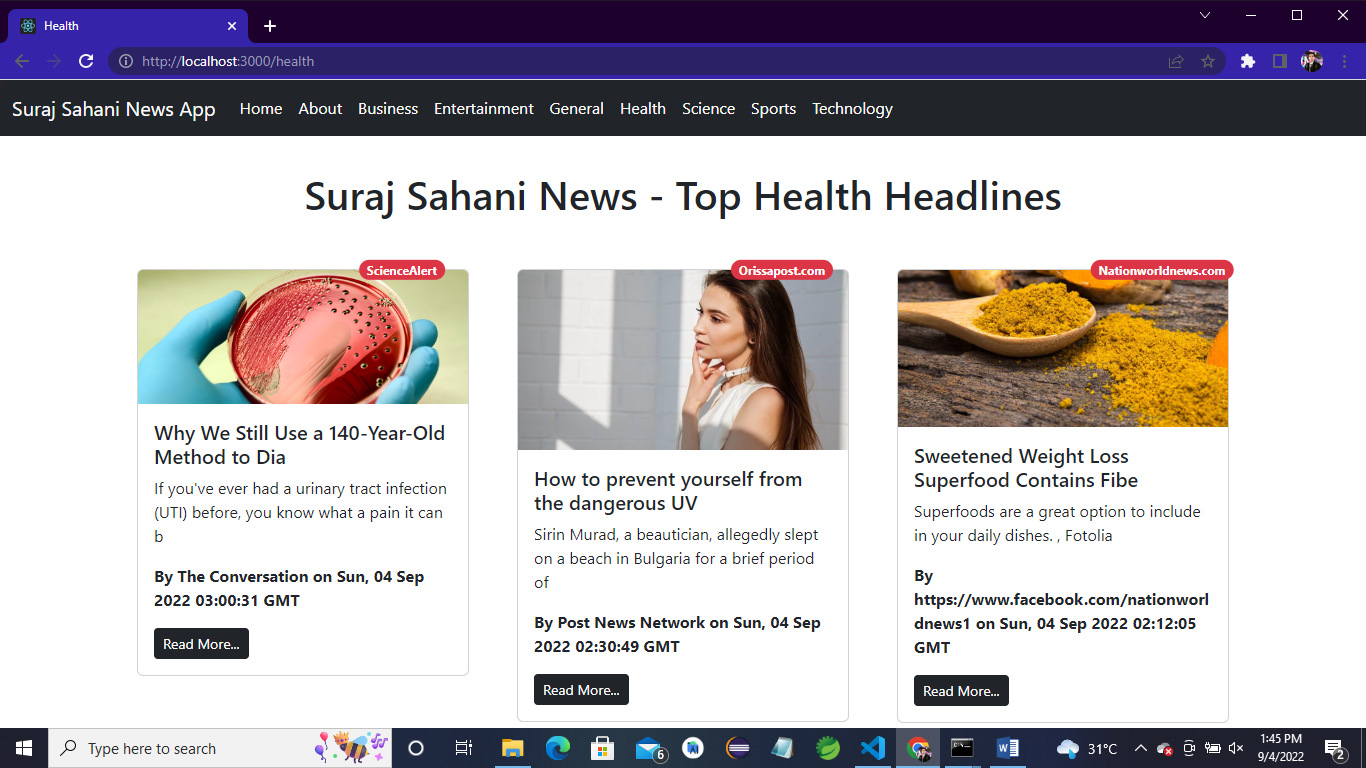 Health
http://localhost:3000/health
Suraj Sahani News App Home About Business Entertainment General Health Science Sports Technology
Suraj Sahani News - Top Health Headlines
ScienceAlert
Why We Still Use a 140-Year-Old
Method to Dia
If you've ever had a urinary tract infection
(UTI) before, you know what a pain it can
b
By The Conversation on Sun, 04 Sep
2022 03:00:31 GMT
Read More...
Orissapost.com
How to prevent yourself from
the dangerous UV
Sirin Murad, a beautician, allegedly slept
on a beach in Bulgaria for a brief period
of
By Post News Network on Sun, 04 Sep
2022 02:30:49 GMT
Read More...
Nationworldnews.com
Sweetened Weight Loss
Superfood Contains Fibe
Superfoods are a great option to include
in your daily dishes. , Fotolia
By
https://www.facebook.com/nationworl
dnews1 on Sun, 04 Sep 2022 02:12:05
GMT
Read More...
Type here to search
6
31°C
1:45 PM
9/4/2022
2